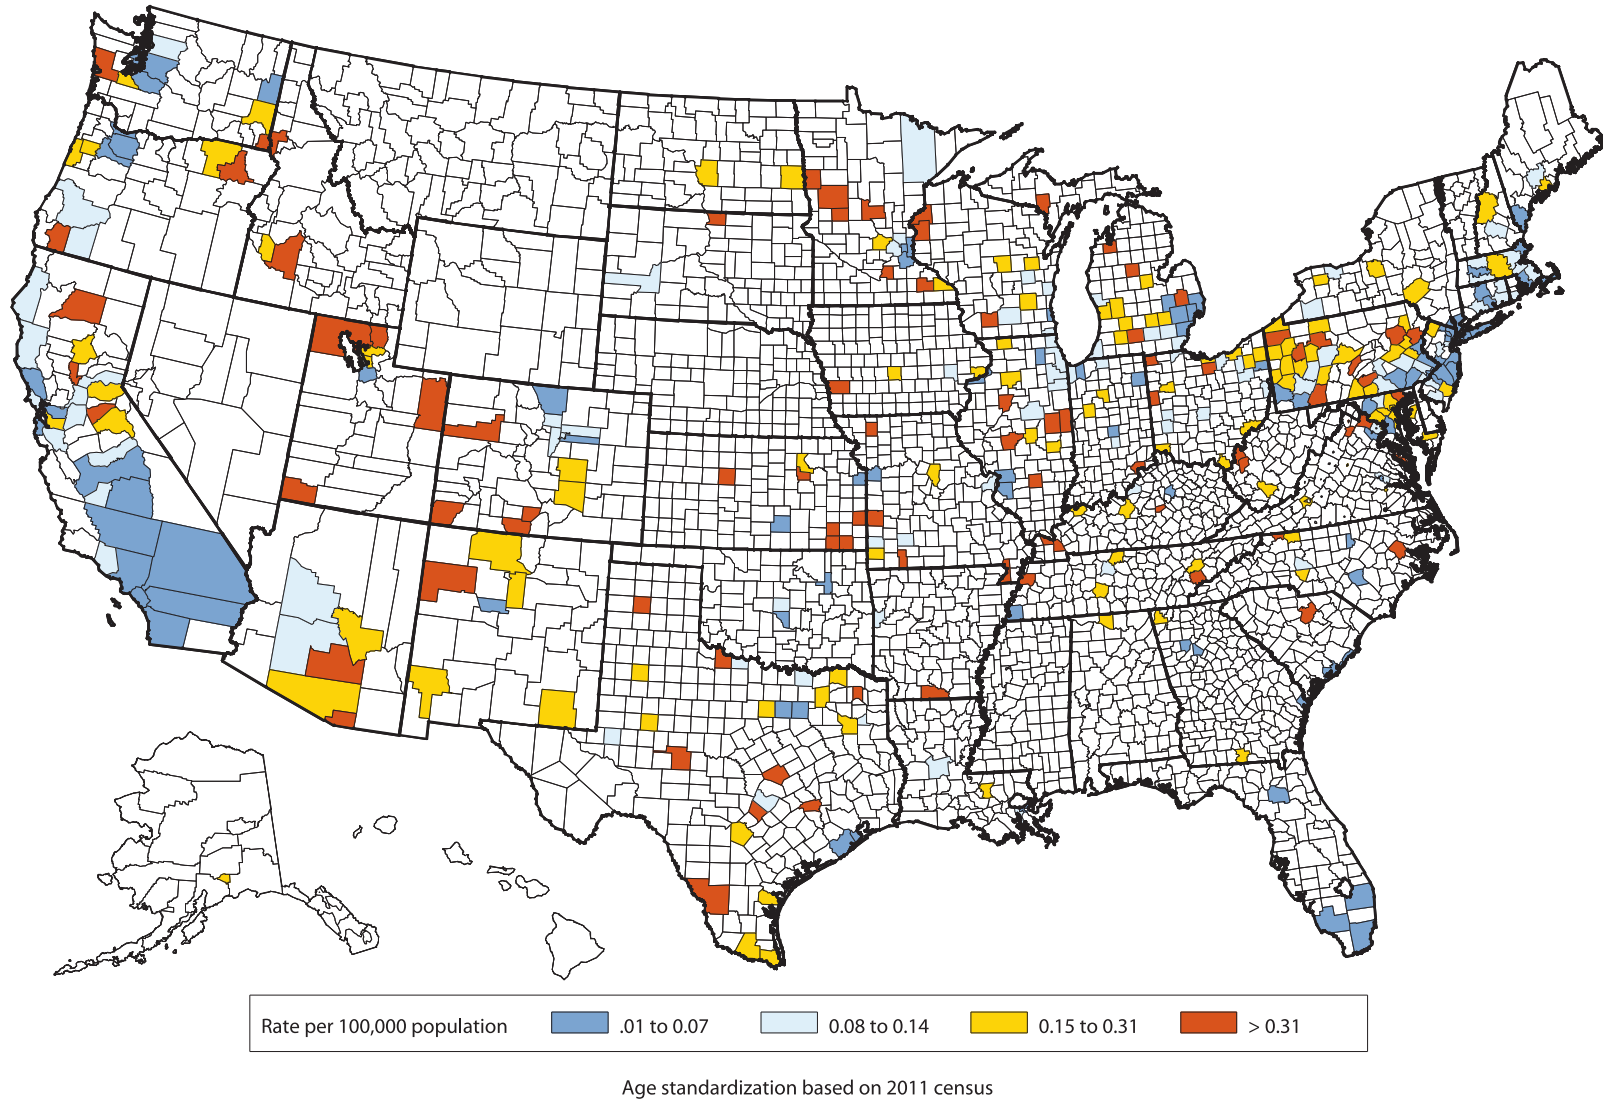 Rate per 100,000 population .01 to 0.07 0.08 to 0.14 0.15 to 0.31 > 0.31
Age standardization based on 2011 census